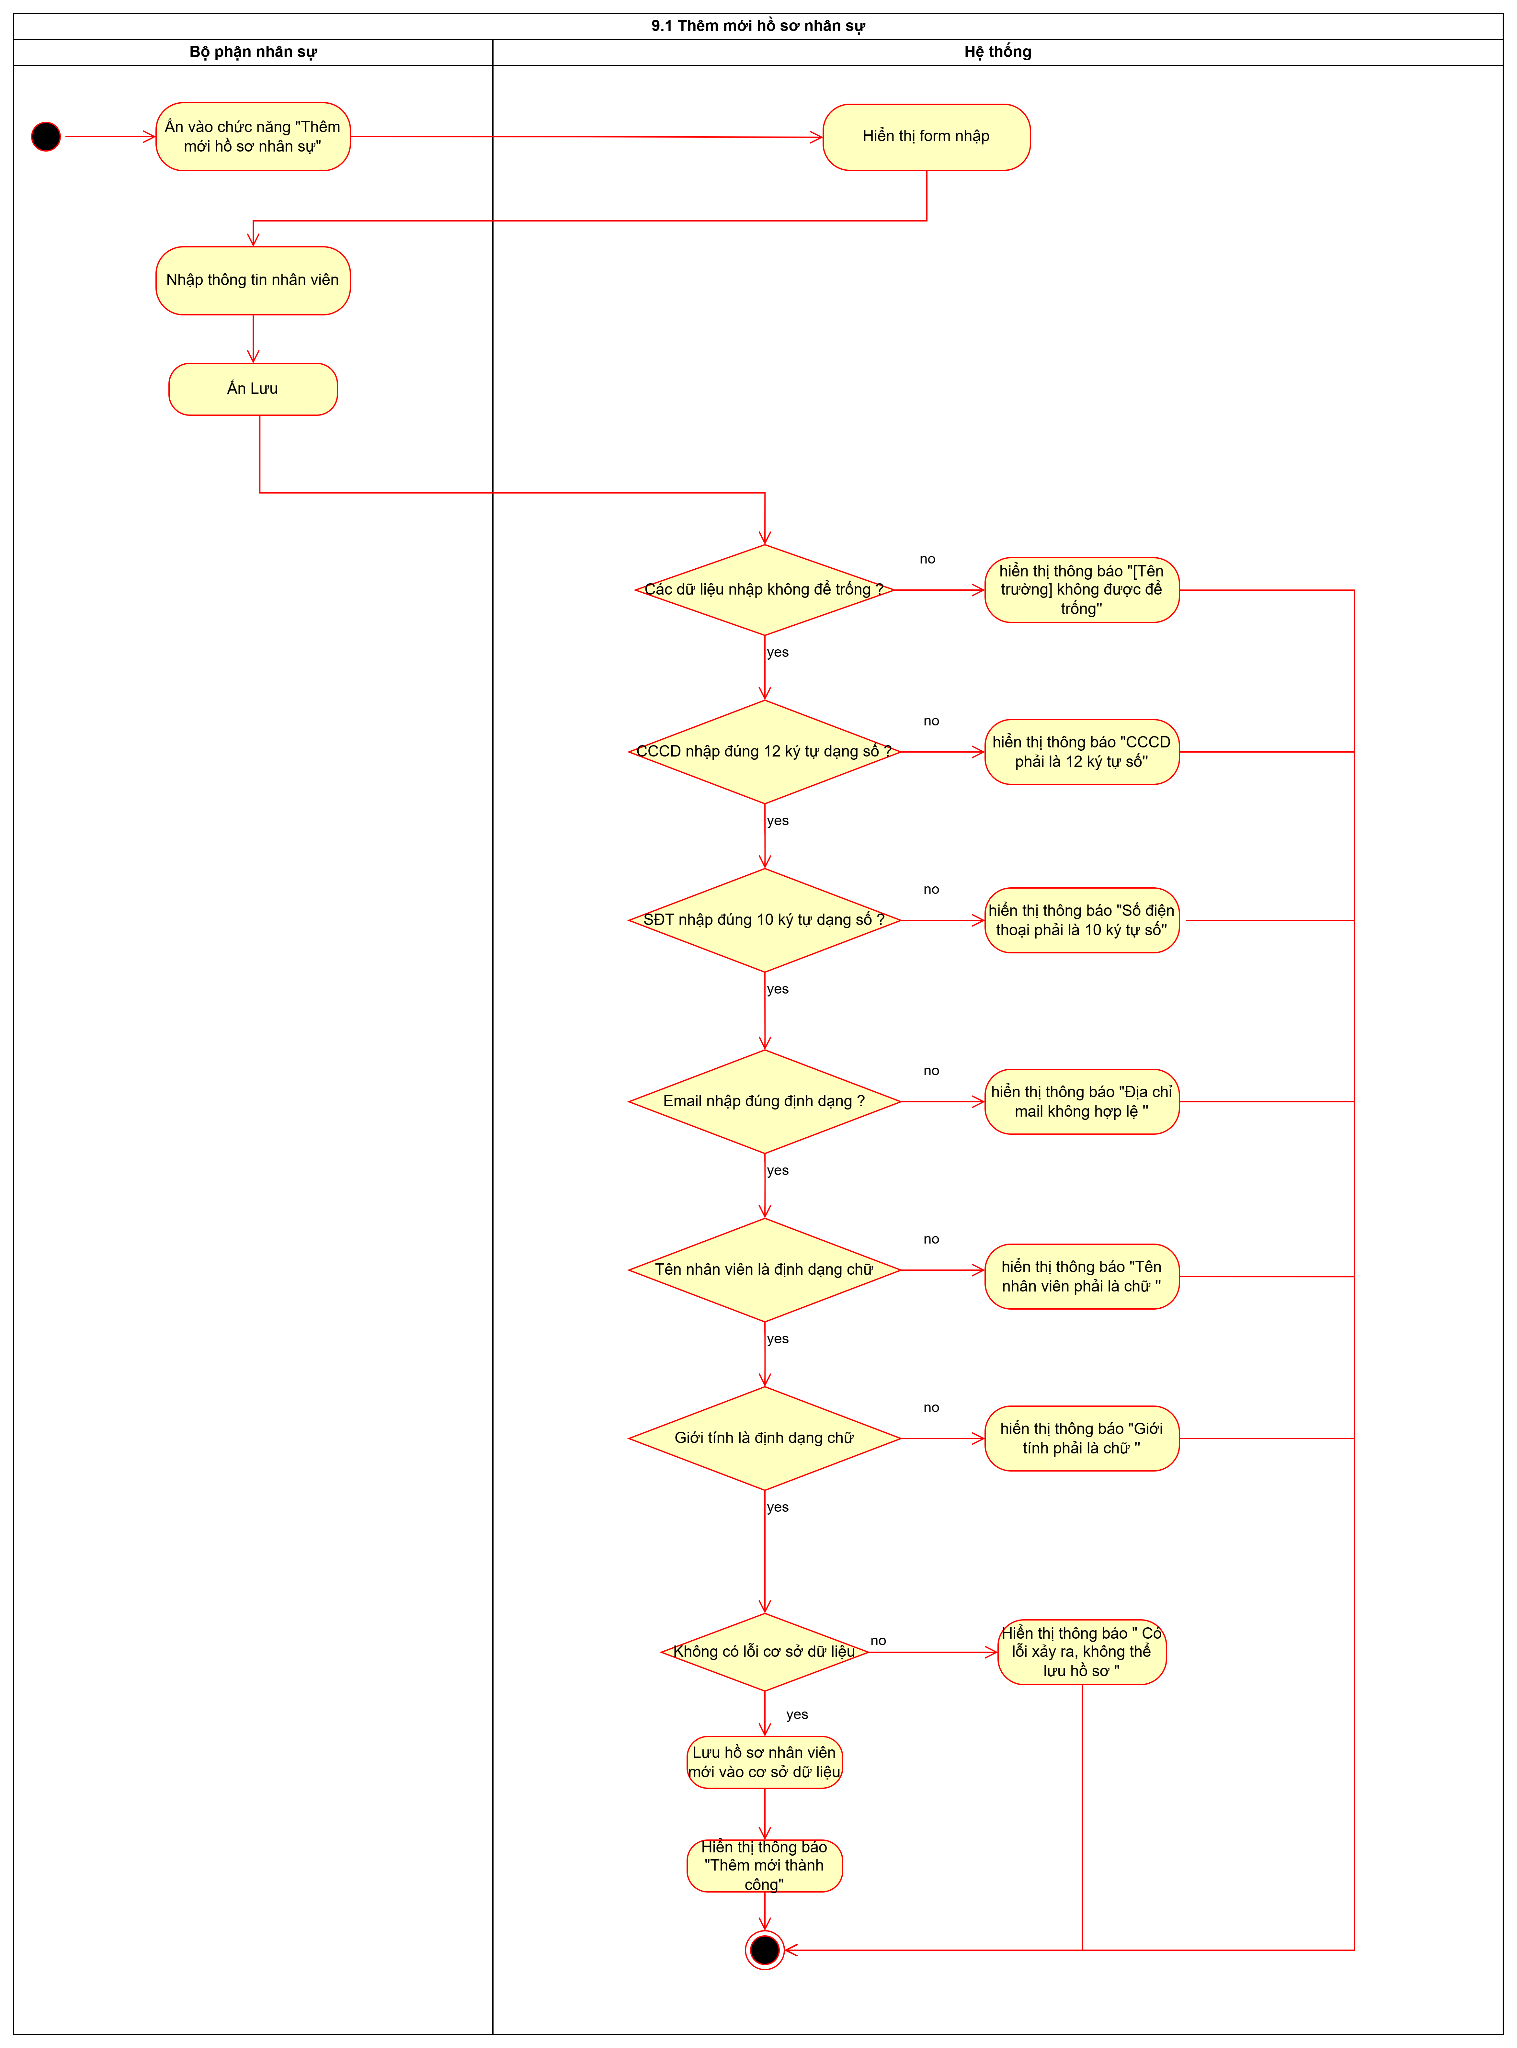 9.1 Thêm mới hồ sơ nhân sự
Bộ phận nhân sự
Hệ thống
Ấn vào chức năng "Thêm
mới hồ sơ nhân sự"
Hiển thị form nhập
Nhập thông tin nhân viên
Ấn Lưu
Các dữ liệu nhập không để trống ?
no
hiển thị thông báo "[Tên
trường] không được để
trống"
yes
CCCD nhập đúng 12 ký tự dạng số ?
no
hiển thị thông báo "CCCD
phải là 12 ký tự số"
yes
SĐT nhập đúng 10 ký tự dạng số ?
no
hiển thị thông báo "Số điện
thoại phải là 10 ký tự số"
yes
Email nhập đúng định dạng ?
no
hiển thị thông báo "Địa chỉ
mail không hợp lệ "
yes
Tên nhân viên là định dạng chữ
no
hiển thị thông báo "Tên
nhân viên phải là chữ "
yes
Giới tính là định dạng chữ
no
hiển thị thông báo "Giới
tính phải là chữ "
yes
Không có lỗi cơ sở dữ liệu
no
Hiển thị thông báo " Có
lỗi xảy ra, không thể
lưu hồ sơ "
yes
Lưu hồ sơ nhân viên
mới vào cơ sở dữ liệu
Hiển thị thông báo
"Thêm mới thành
công"